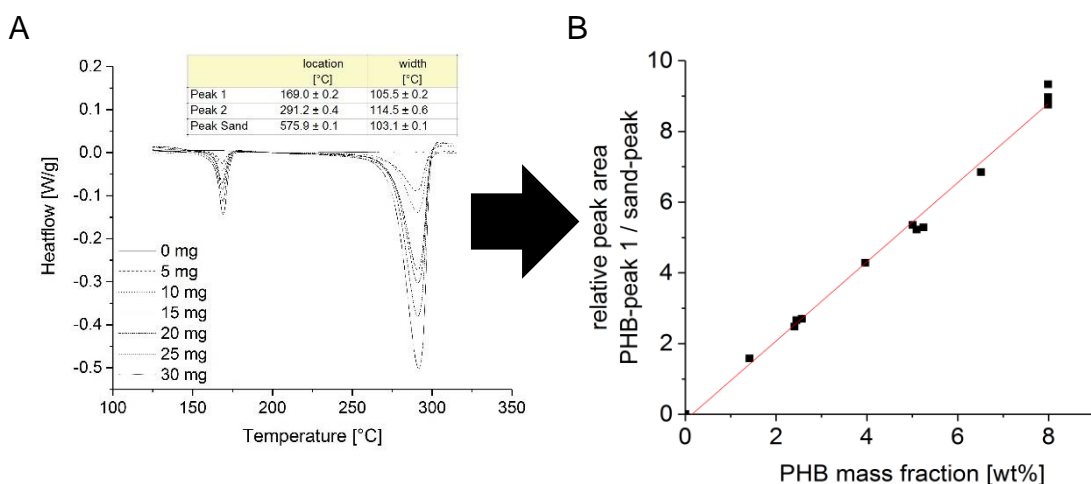 A
B
location
[°C]
width
[°C]
Peak 1 169.0 ± 0.2 105.5 ± 0.2
Peak 2 291.2 ± 0.4 114.5 ± 0.6
Peak Sand 575.9 ± 0.1 103.1 ± 0.1
0.2
0.1
0.0
-0.1
-0.2
-0.3
-0.4
-0.5
Heatflow [W/g]
0 mg
5 mg
10 mg
15 mg
20 mg
25 mg
30 mg
100 150 200 250 300 350
Temperature [°C]
relative peak area
PHB-peak 1 / sand-peak
10
8
6
4
2
0
0 2 4 6 8
PHB mass fraction [wt%]